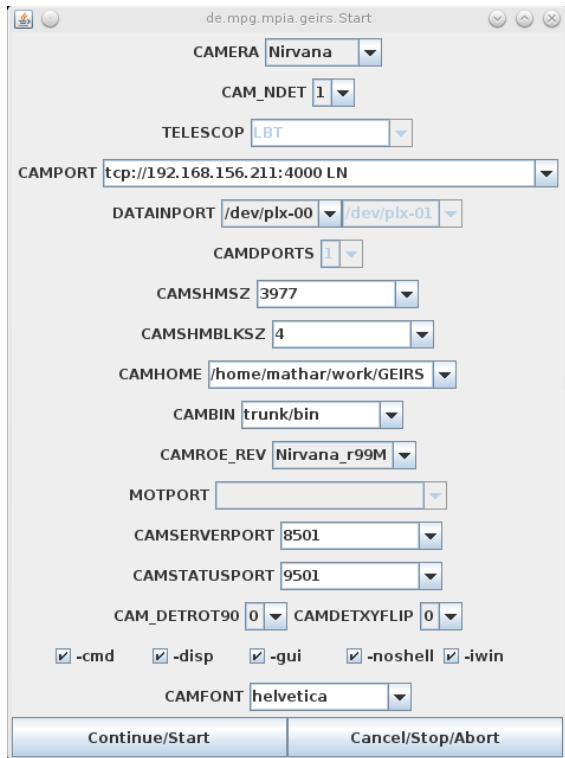 de.mpg.mpia.geirs.Start
CAMERA Nirvana
CAM_NDET 1
TELESCOP LBT
CAMPORT tcp://192.168.156.211:4000 LN
DATAINPORT /dev/plx-00 /dev/plx-01
CAMDPORTS 1
CAMSHMSZ 3977
CAMSHMBLKSZ 4
CAMHOME /home/mathar/work/GEIRS
CAMBIN trunk/bin
CAMROE_REV Nirvana_r99M
MOTPORT
CAMSERVERPORT 8501
CAMSTATUSPORT 9501
CAM_DETROT90 0 CAMDETXYFLIP 0
-cmd -disp -gui -noshell -iwin
CAMFONT helvetica
Continue/Start Cancel/Stop/Abort